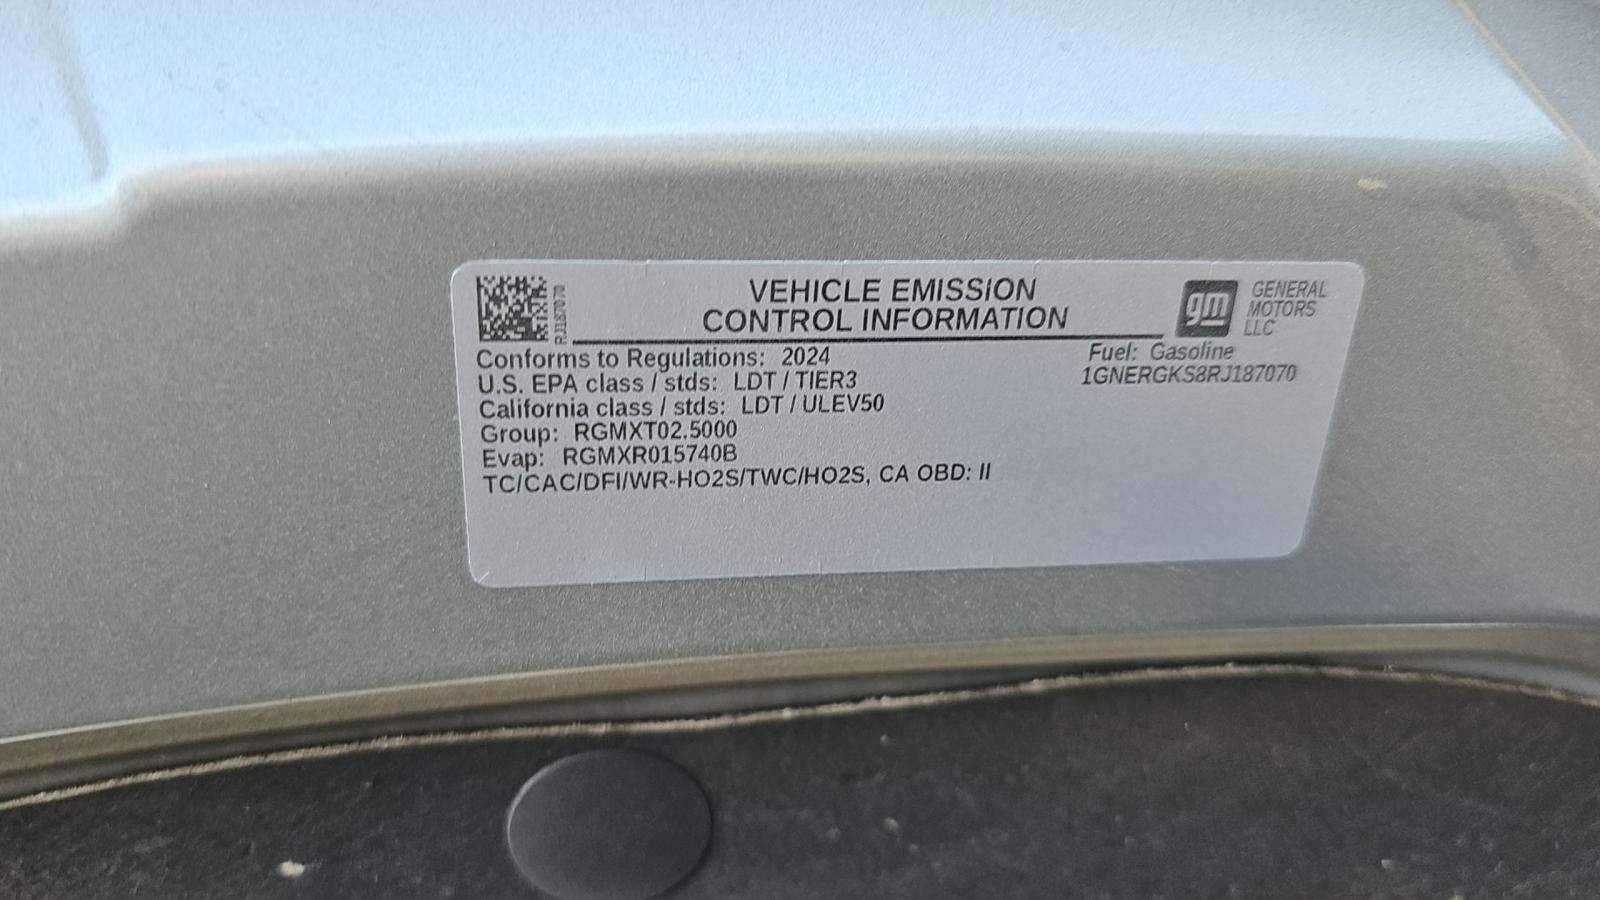 RJ187070
VEHICLE EMISSION
CONTROL INFORMATION
gm
GENERAL
MOTORS
LLC
Conforms to Regulations: 2024
U.S. EPA class / stds: LDT / TIER3
California class / stds: LDT / ULEV50
Group: RGMXT02.5000
Evap: RGMXR015740B
TC/CAC/DFI/WR-HO2S/TWC/HO2S, CA OBD: II
Fuel: Gasoline
1GNERGKS8RJ187070